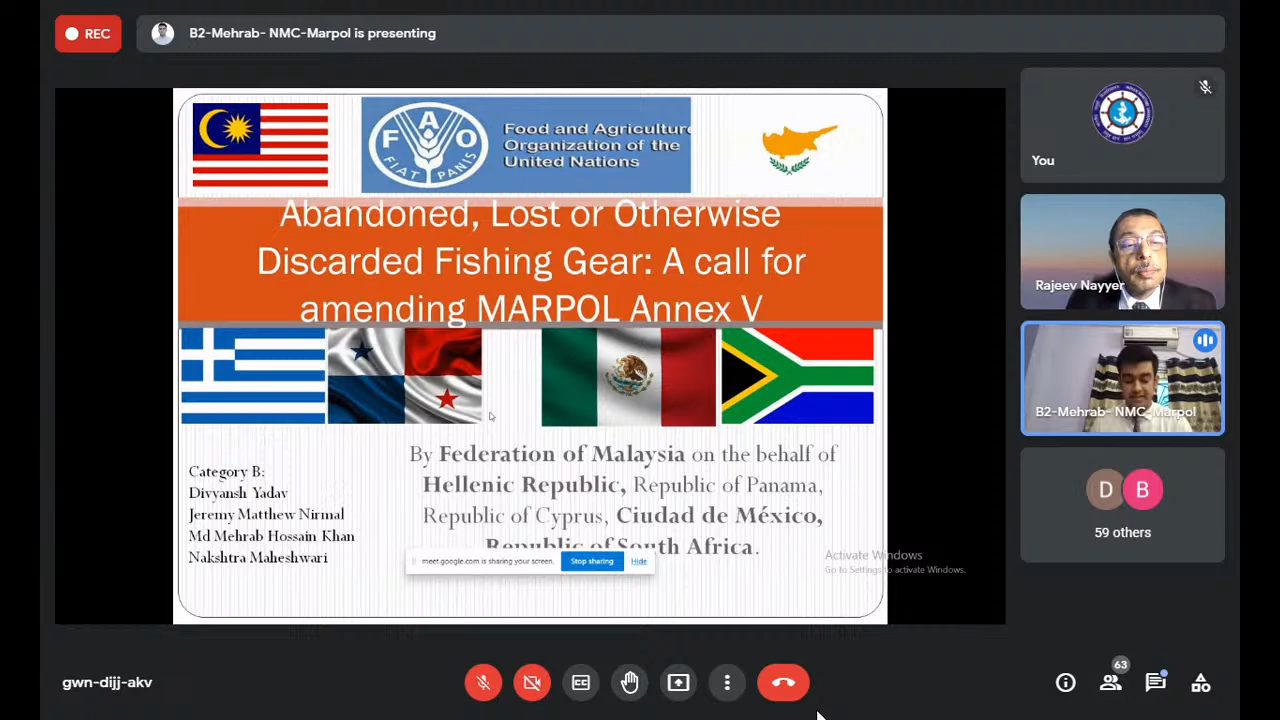 REC
B2-Mehrab- NMC-Marpol is presenting
FAO
FIAT PANIS
Food and Agriculture
Organization of the
United Nations
You
Abandoned, Lost or Otherwise
Discarded Fishing Gear: A call for
amending MARPOL Annex V
Rajeev Nayyer
B2-Mehrab- NMC-Marpol
By Federation of Malaysia on the behalf of
Hellenic Republic, Republic of Panama,
Republic of Cyprus, Ciudad de México,
Republic of South Africa.
Category B:
Divyansh Yadav
Jeremy Matthew Nirmal
Md Mehrab Hossain Khan
Nakshtra Maheshwari
meet.google.com is sharing your screen.
Stop sharing
Hide
Activate Windows
Go to Settings to activate Windows.
D
B
59 others
gwn-dijj-akv
CC
63